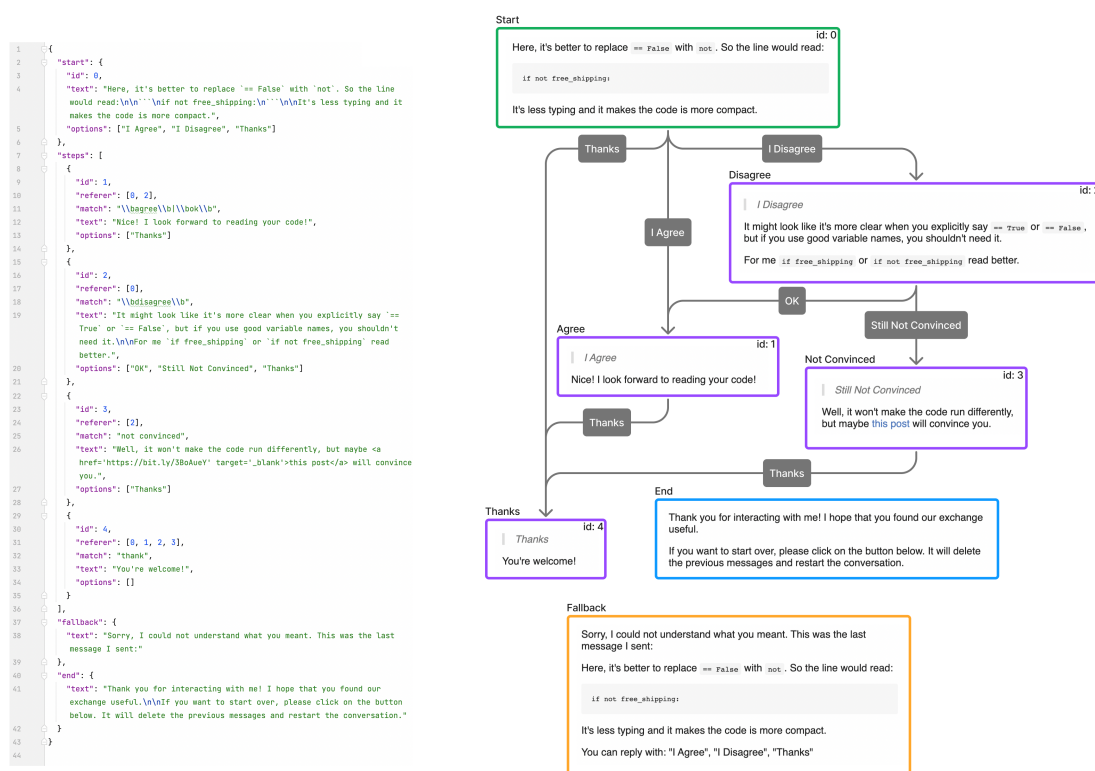 1 {
2 "start": {
3 "id": 0,
4 "text": "Here, it's better to replace `== False` with `not`. So the line
would read:\n\n```\nif not free_shipping:\n```\n\nIt's less typing and it
makes the code is more compact.",
5 "options": ["I Agree", "I Disagree", "Thanks"]
6 },
7 "steps": [
8 {
9 "id": 1,
10 "referer": [0, 2],
11 "match": "\\bagree\\b|\\bok\\b",
12 "text": "Nice! I look forward to reading your code!",
13 "options": ["Thanks"]
14 },
15 {
16 "id": 2,
17 "referer": [0],
18 "match": "\\bdisagree\\b",
19 "text": "It might look like it's more clear when you explicitly say `==
True` or `== False`, but if you use good variable names, you shouldn't
need it.\n\nFor me `if free_shipping` or `if not free_shipping` read
better.",
20 "options": ["OK", "Still Not Convinced", "Thanks"]
21 },
22 {
23 "id": 3,
24 "referer": [2],
25 "match": "not convinced",
26 "text": "Well, it won't make the code run differently, but maybe <a
href='https://bit.ly/3BoAueY' target='_blank'>this post</a> will convince
you.",
27 "options": ["Thanks"]
28 },
29 {
30 "id": 4,
31 "referer": [0, 1, 2, 3],
32 "match": "thank",
33 "text": "You're welcome!",
34 "options": []
35 }
36 ],
37 "fallback": {
38 "text": "Sorry, I could not understand what you meant. This was the last
message I sent:"
39 },
40 "end": {
41 "text": "Thank you for interacting with me! I hope that you found our
exchange useful.\n\nIf you want to start over, please click on the button
below. It will delete the previous messages and restart the conversation."
42 }
43 }
44
Start
id: 0
Here, it's better to replace == False with not . So the line would read:
if not free_shipping:
It's less typing and it makes the code is more compact.
Thanks
I Disagree
Disagree
id:
I Disagree
It might look like it's more clear when you explicitly say == True or == False ,
but if you use good variable names, you shouldn't need it.
For me if free_shipping or if not free_shipping read better.
I Agree
OK
Still Not Convinced
Agree
id: 1
I Agree
Nice! I look forward to reading your code!
Not Convinced
id: 3
Still Not Convinced
Well, it won't make the code run differently,
but maybe this post will convince you.
Thanks
Thanks
Thanks
id: 4
Thanks
You're welcome!
End
Thank you for interacting with me! I hope that you found our exchange
useful.
If you want to start over, please click on the button below. It will delete
the previous messages and restart the conversation.
Fallback
Sorry, I could not understand what you meant. This was the last
message I sent:
Here, it's better to replace == False with not . So the line would read:
if not free_shipping:
It's less typing and it makes the code is more compact.
You can reply with: "I Agree", "I Disagree", "Thanks"